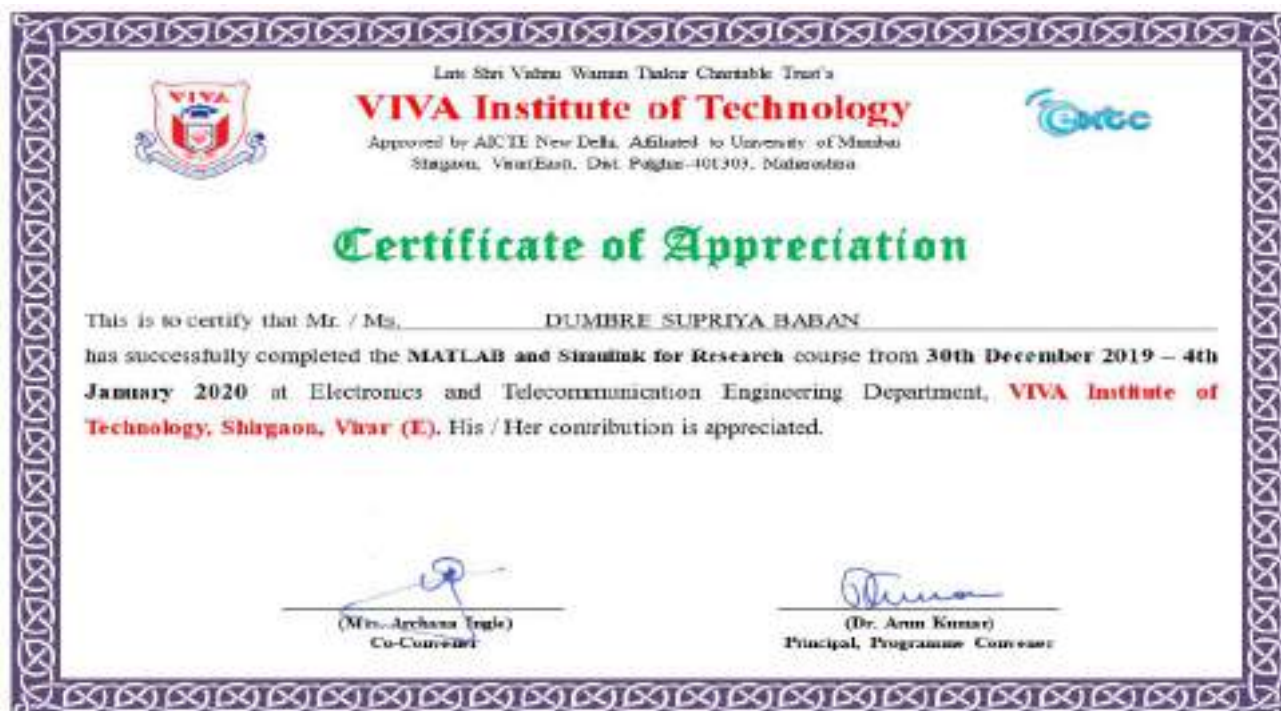 Late Shri Vishnu Waman Thakur Charitable Trust's
VIVA
VIVA Institute of Technology
extc
Approved by AICTE New Delhi, Affiliated to University of Mumbai
Shirgaon, Virar(East), Dist. Palghar-401303, Maharashtra
Certificate of Appreciation
This is to certify that Mr. / Ms. DUMBRE SUPRIYA BABAN
has successfully completed the MATLAB and Simulink for Research course from 30th December 2019 – 4th
January 2020 at Electronics and Telecommunication Engineering Department, VIVA Institute of
Technology, Shirgaon, Virar (E). His / Her contribution is appreciated.
(Mrs. Archana Ingle)
Co-Convener
(Dr. Arun Kumar)
Principal, Programme Convener